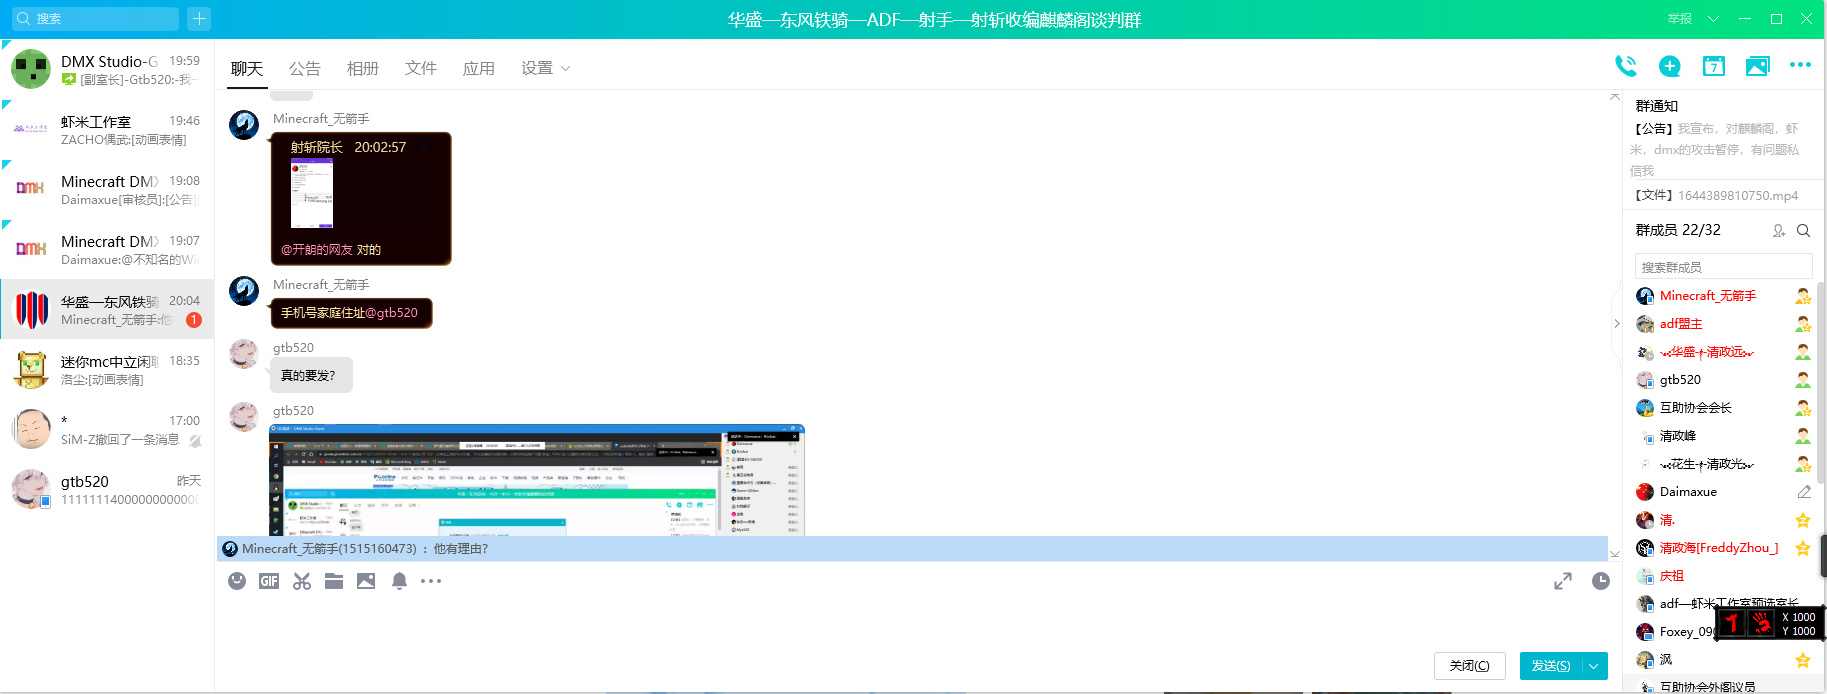 搜索
华盛—东风铁骑—ADF—射手—射斩收编麒麟阁谈判群
举报
DMX Studio-G
19:59
[副室长]-Gtb520:-我一
虾米工作室
19:46
ZACHO偶武:[动画表情]
Minecraft DMX
19:08
Daimaxue[审核员]:[公告]
Minecraft DMX
19:07
Daimaxue:@不知名的Wi
华盛—东风铁骑
20:04
Minecraft_无箭手:他
1
迷你mc中立闲聊
18:35
洛尘:[动画表情]
*
17:00
SiM-Z撤回了一条消息
gtb520
昨天
11111114000000000000
聊天
公告
相册
文件
应用
设置
Minecraft_无箭手
射斩院长 20:02:57
@开朗的网友 对的
Minecraft_无箭手
手机号家庭住址@gtb520
gtb520
真的要发?
gtb520
Minecraft_无箭手(1515160473) : 他有理由?
GIF
关闭(C)
发送(S)
7
群通知
【公告】我宣布，对麒麟阁，虾
米，dmx的攻击暂停，有问题私
信我
【文件】1644389810750.mp4
群成员 22/32
搜索群成员
Minecraft_无箭手
adf盟主
华盛十清政远
gtb520
互助协会会长
清政峰
花生十清政光
Daimaxue
清.
清政海[FreddyZhou_]
庆祖
adf—虾米工作室预选室长
Foxey_09
X 1000
Y 1000
沨
互助协会外阁议员